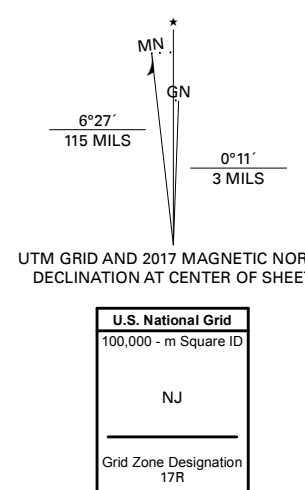 ★
MN
GN
6°27´
115 MILS
0°11´
3 MILS
UTM GRID AND 2017 MAGNETIC NOR
DECLINATION AT CENTER OF SHEET
U.S. National Grid
100,000 - m Square ID
NJ
Grid Zone Designation
17R